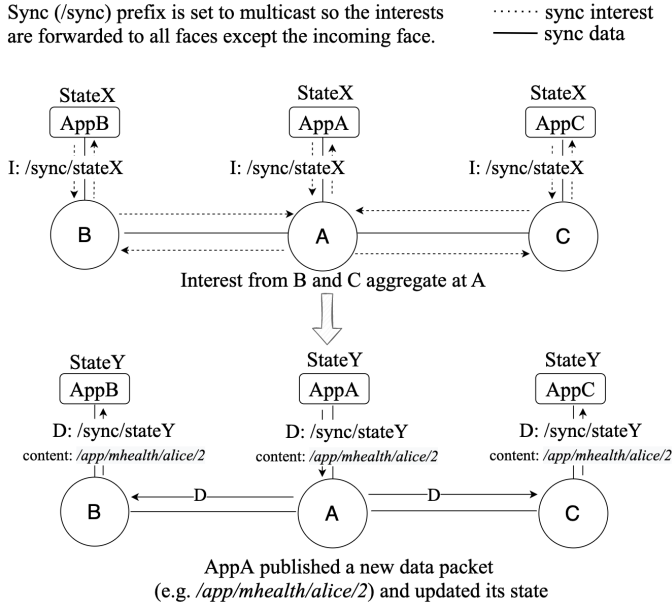 Sync (/sync) prefix is set to multicast so the interests
are forwarded to all faces except the incoming face.
sync interest
sync data
StateX StateX StateX
AppB AppA AppC
I: /sync/stateX I: /sync/stateX I: /sync/stateX
B A C
Interest from B and C aggregate at A
StateY StateY StateY
AppB AppA AppC
D: /sync/stateY D: /sync/stateY D: /sync/stateY
content: /app/mhealth/alice/2 content: /app/mhealth/alice/2 content: /app/mhealth/alice/2
B D A D C
AppA published a new data packet
(e.g. /app/mhealth/alice/2) and updated its state